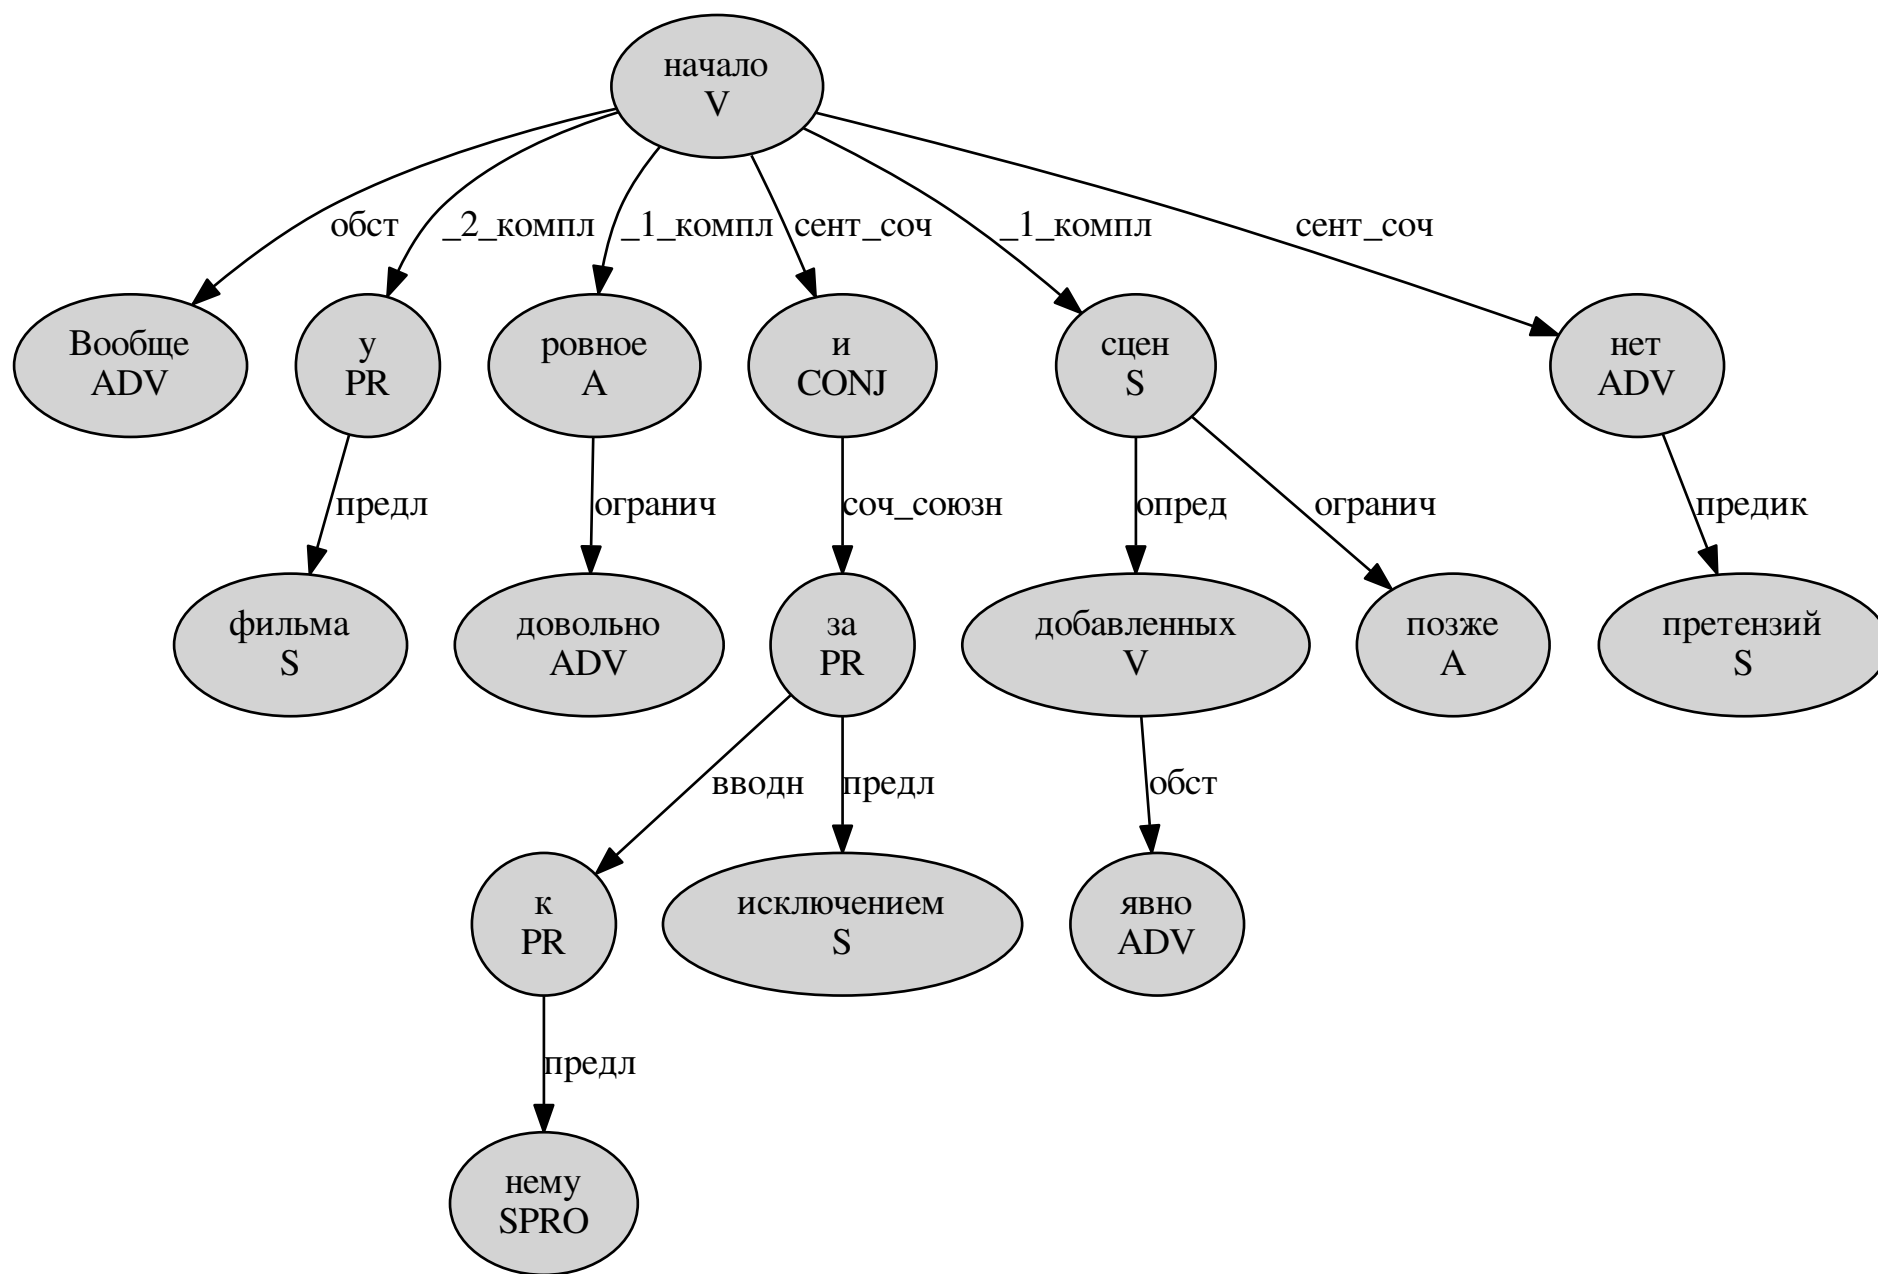 начало
V
обст
_2_компл
_1_компл
сент_соч
_1_компл
сент_соч
Вообще
ADV
у
PR
ровное
A
и
CONJ
сцен
S
нет
ADV
предл
огранич
соч_союзн
опред
огранич
предик
фильма
S
довольно
ADV
за
PR
добавленных
V
позже
A
претензий
S
вводн
предл
обст
к
PR
исключением
S
явно
ADV
предл
нему
SPRO